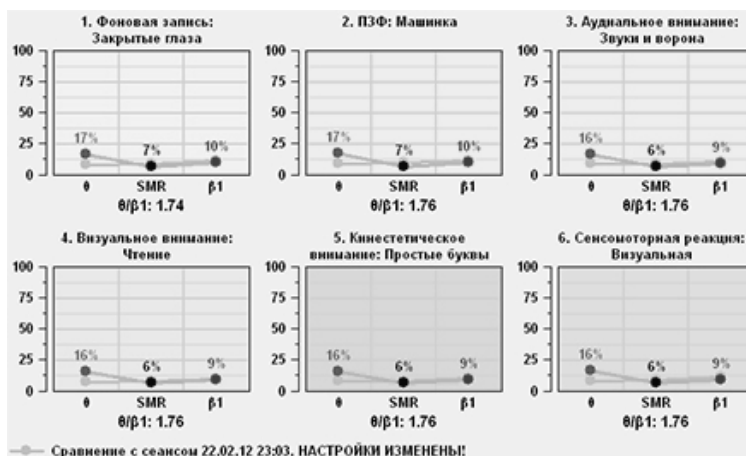 1. Фоновая запись:
Закрытые глаза
100
75
50
25
0
17%
7%
10%
θ
SMR
β1
θ/β1: 1.74
2. ПЗФ: Машинка
100
75
50
25
0
17%
7%
10%
θ
SMR
β1
θ/β1: 1.76
3. Аудиальное внимание:
Звуки и ворона
100
75
50
25
0
16%
6%
9%
θ
SMR
β1
θ/β1: 1.76
4. Визуальное внимание:
Чтение
100
75
50
25
0
16%
6%
9%
θ
SMR
β1
θ/β1: 1.76
5. Кинестетическое
внимание: Простые буквы
100
75
50
25
0
16%
6%
9%
θ
SMR
β1
θ/β1: 1.76
6. Сенсомоторная реакция:
Визуальная
100
75
50
25
0
16%
6%
9%
θ
SMR
β1
θ/β1: 1.76
Сравнение с сеансом 22.02.12 23:03. НАСТРОЙКИ ИЗМЕНЕНЫ!